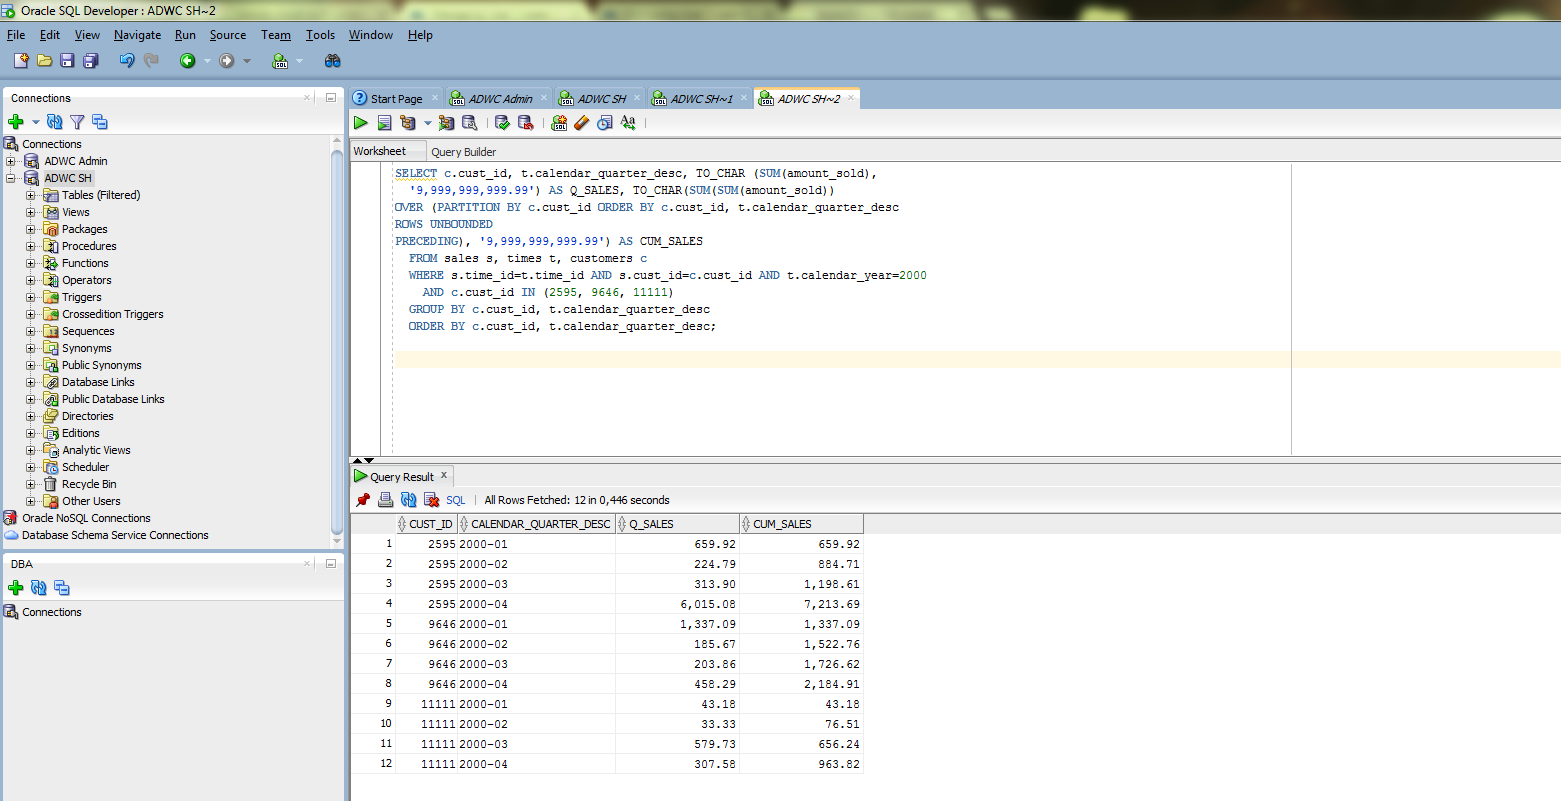 Oracle SQL Developer : ADWC SH~2
File Edit View Navigate Run Source Team Tools Window Help
Connections
Connections
ADWC Admin
ADWC SH
Tables (Filtered)
Views
Packages
Procedures
Functions
Operators
Triggers
Crossedition Triggers
Sequences
Synonyms
Public Synonyms
Database Links
Public Database Links
Directories
Editions
Analytic Views
Scheduler
Recycle Bin
Other Users
Oracle NoSQL Connections
Database Schema Service Connections
DBA
Connections
Start Page ADWC Admin ADWC SH ADWC SH~1 ADWC SH~2
Worksheet Query Builder
SELECT c.cust_id, t.calendar_quarter_desc, TO_CHAR (SUM(amount_sold),
'9,999,999,999.99') AS Q_SALES, TO_CHAR(SUM(SUM(amount_sold))
OVER (PARTITION BY c.cust_id ORDER BY c.cust_id, t.calendar_quarter_desc
ROWS UNBOUNDED
PRECEDING), '9,999,999,999.99') AS CUM_SALES
FROM sales s, times t, customers c
WHERE s.time_id=t.time_id AND s.cust_id=c.cust_id AND t.calendar_year=2000
AND c.cust_id IN (2595, 9646, 11111)
GROUP BY c.cust_id, t.calendar_quarter_desc
ORDER BY c.cust_id, t.calendar_quarter_desc;
Query Result
SQL All Rows Fetched: 12 in 0,446 seconds
CUST_ID CALENDAR_QUARTER_DESC Q_SALES CUM_SALES
1 2595 2000-01 659.92 659.92
2 2595 2000-02 224.79 884.71
3 2595 2000-03 313.90 1,198.61
4 2595 2000-04 6,015.08 7,213.69
5 9646 2000-01 1,337.09 1,337.09
6 9646 2000-02 185.67 1,522.76
7 9646 2000-03 203.86 1,726.62
8 9646 2000-04 458.29 2,184.91
9 11111 2000-01 43.18 43.18
10 11111 2000-02 33.33 76.51
11 11111 2000-03 579.73 656.24
12 11111 2000-04 307.58 963.82